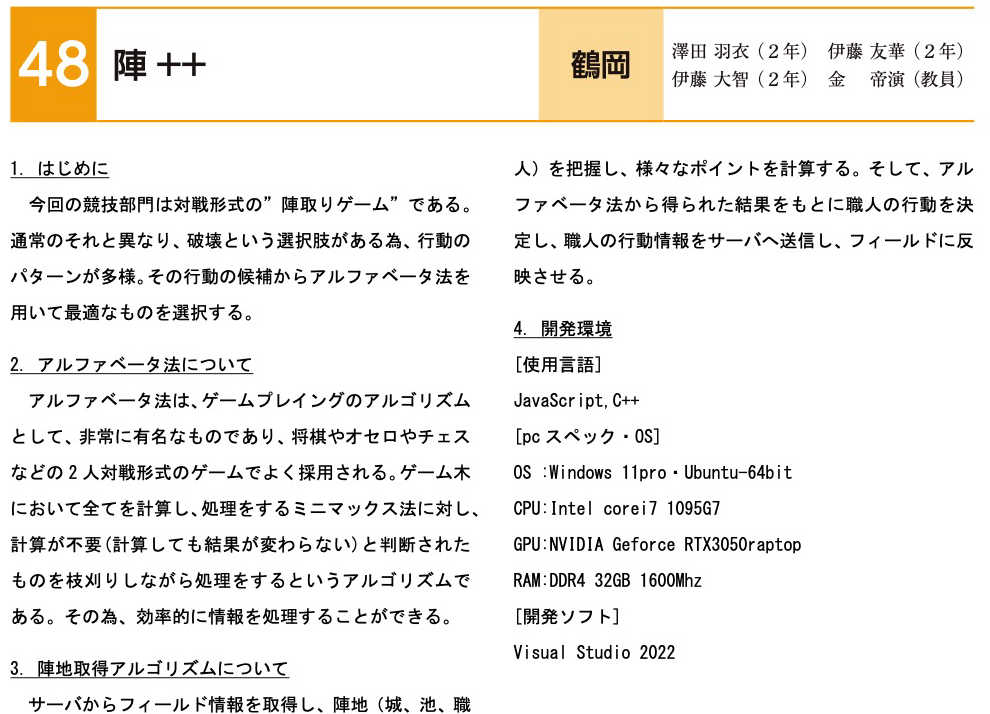 48
陣++
鶴岡
澤田 羽衣（２年） 伊藤 友華（２年）
伊藤 大智（２年） 金　 帝演（教員）
1. はじめに
　今回の競技部門は対戦形式の”陣取りゲーム”である。
通常のそれと異なり、破壊という選択肢がある為、行動の
パターンが多様。その行動の候補からアルファベータ法を
用いて最適なものを選択する。
2. アルファベータ法について
　アルファベータ法は、ゲームプレイングのアルゴリズム
として、非常に有名なものであり、将棋やオセロやチェス
などの 2 人対戦形式のゲームでよく採用される。ゲーム木
において全てを計算し、処理をするミニマックス法に対し、
計算が不要(計算しても結果が変わらない)と判断された
ものを枝刈りしながら処理をするというアルゴリズムで
ある。その為、効率的に情報を処理することができる。
3. 陣地取得アルゴリズムについて
　サーバからフィールド情報を取得し、陣地（城、池、職
人）を把握し、様々なポイントを計算する。そして、アル
ファベータ法から得られた結果をもとに職人の行動を決
定し、職人の行動情報をサーバへ送信し、フィールドに反
映させる。
4. 開発環境
[使用言語]
JavaScript,C++
[pc スペック・OS]
OS :Windows 11pro・Ubuntu-64bit
CPU:Intel corei7 1095G7
GPU:NVIDIA Geforce RTX3050raptop
RAM:DDR4 32GB 1600Mhz
[開発ソフト]
Visual Studio 2022